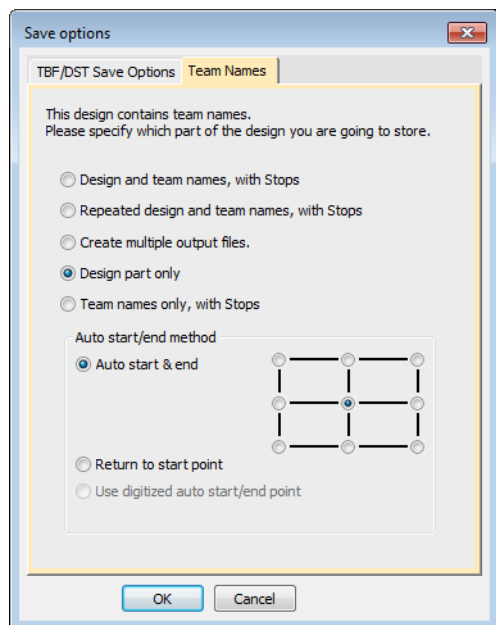 Save options
TBF/DST Save Options Team Names
This design contains team names.
Please specify which part of the design you are going to store.
Design and team names, with Stops
Repeated design and team names, with Stops
Create multiple output files.
Design part only
Team names only, with Stops
Auto start/end method
Auto start & end
Return to start point
Use digitized auto start/end point
OK Cancel